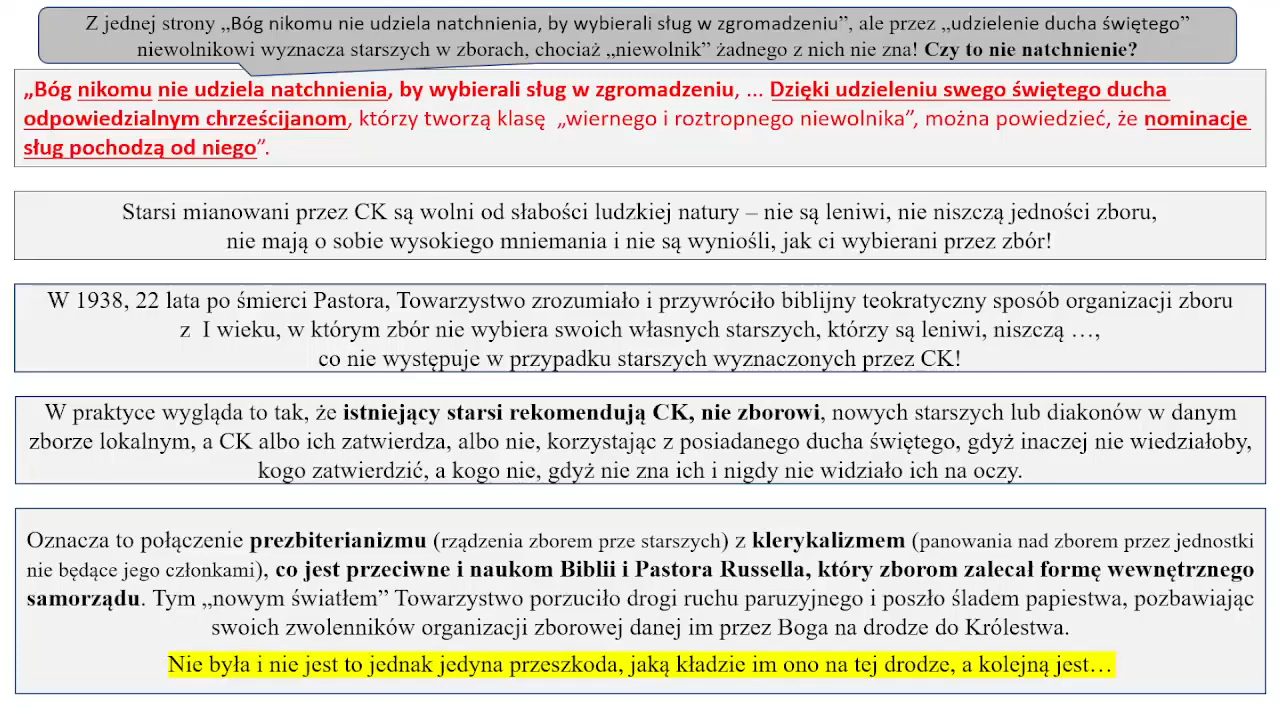 Z jednej strony „Bóg nikomu nie udziela natchnienia, by wybierali sług w zgromadzeniu”, ale przez „udzielenie ducha świętego”
niewolnikowi wyznacza starszych w zborach, chociaż „niewolnik” żadnego z nich nie zna! Czy to nie natchnienie?
„Bóg nikomu nie udziela natchnienia, by wybierali sług w zgromadzeniu, ... Dzięki udzieleniu swego świętego ducha
odpowiedzialnym chrześcijanom, którzy tworzą klasę „wiernego i roztropnego niewolnika”, można powiedzieć, że nominacje
sług pochodzą od niego”.
Starsi mianowani przez CK są wolni od słabości ludzkiej natury – nie są leniwi, nie niszczą jedności zboru,
nie mają o sobie wysokiego mniemania i nie są wyniośli, jak ci wybierani przez zbór!
W 1938, 22 lata po śmierci Pastora, Towarzystwo zrozumiało i przywróciło biblijny teokratyczny sposób organizacji zboru
z I wieku, w którym zbór nie wybiera swoich własnych starszych, którzy są leniwi, niszczą …,
co nie występuje w przypadku starszych wyznaczonych przez CK!
W praktyce wygląda to tak, że istniejący starsi rekomendują CK, nie zborowi, nowych starszych lub diakonów w danym
zborze lokalnym, a CK albo ich zatwierdza, albo nie, korzystając z posiadanego ducha świętego, gdyż inaczej nie wiedziałoby,
kogo zatwierdzić, a kogo nie, gdyż nie zna ich i nigdy nie widziało ich na oczy.
Oznacza to połączenie prezbiterianizmu (rządzenia zborem prze starszych) z klerykalizmem (panowania nad zborem przez jednostki
nie będące jego członkami), co jest przeciwne i naukom Biblii i Pastora Russella, który zborom zalecał formę wewnętrznego
samorządu. Tym „nowym światłem” Towarzystwo porzuciło drogi ruchu paruzyjnego i poszło śladem papiestwa, pozbawiając
swoich zwolenników organizacji zborowej danej im przez Boga na drodze do Królestwa.
Nie była i nie jest to jednak jedyna przeszkoda, jaką kładzie im ono na tej drodze, a kolejną jest…